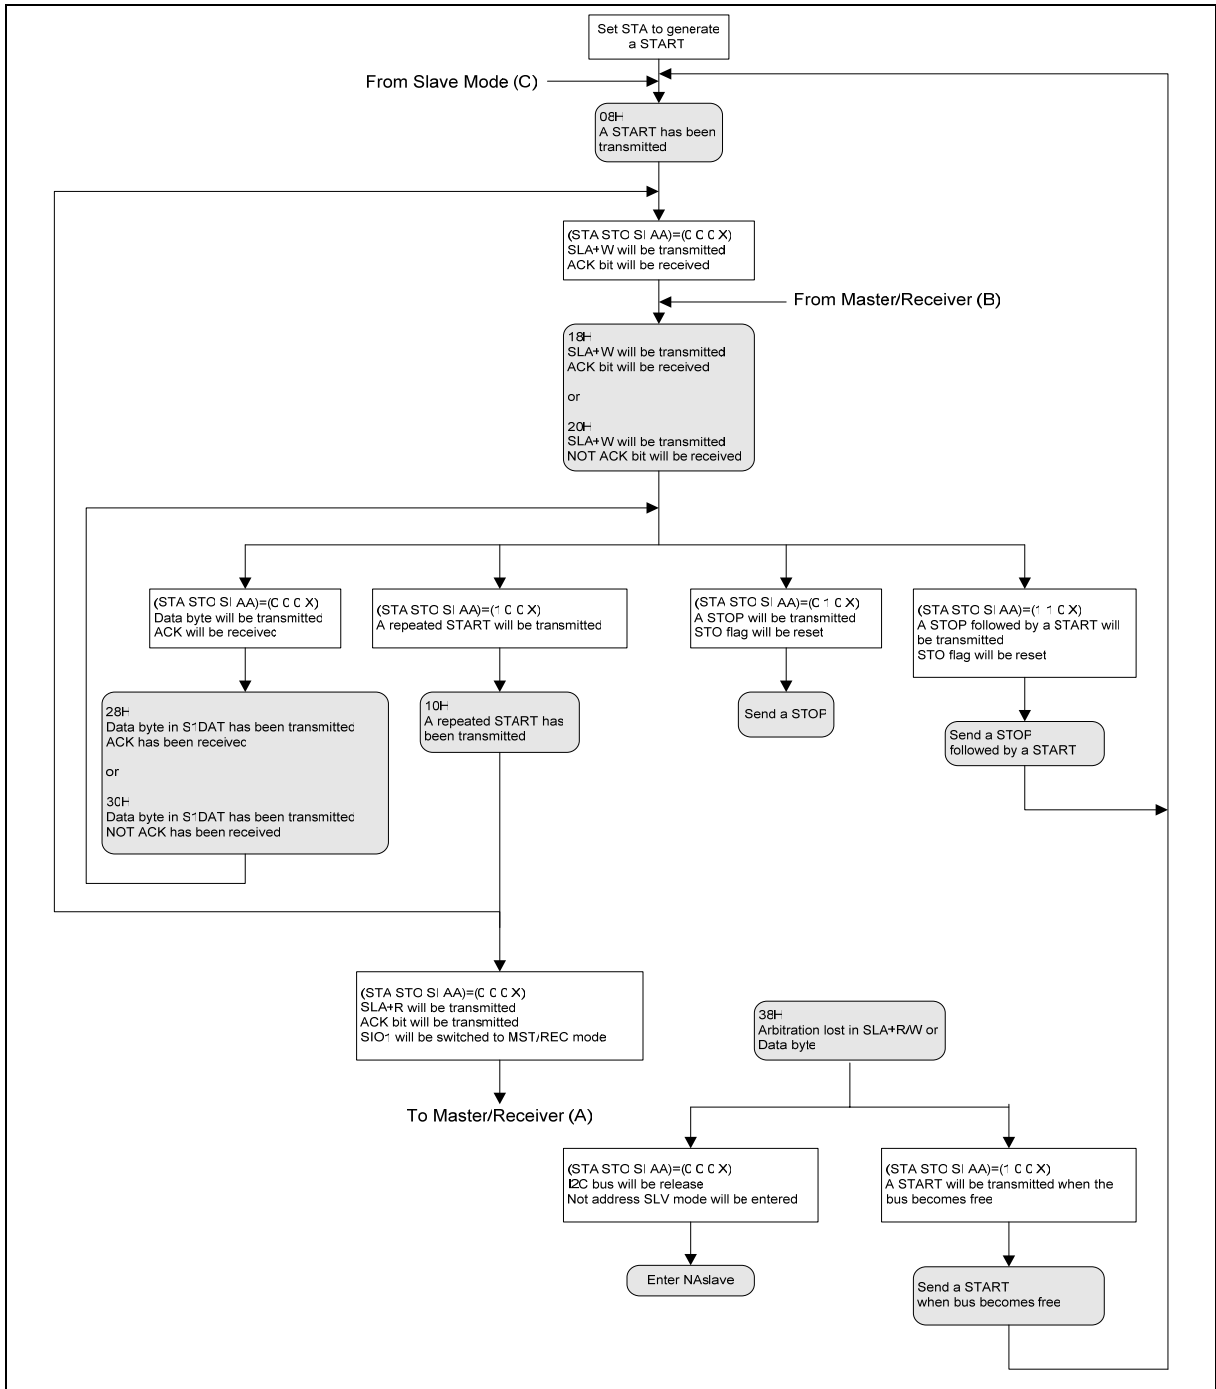 Set STA to generate
a START
From Slave Mode (C)
08H
A START has been
transmitted
(STA STO SI AA)=(0 0 0 X)
SLA+W will be transmitted
ACK bit will be received
From Master/Receiver (B)
18H
SLA+W will be transmitted
ACK bit will be received
or
20H
SLA+W will be transmitted
NOT ACK bit will be received
(STA STO SI AA)=(0 0 0 X)
Data byte will be transmitted
ACK will be received
(STA STO SI AA)=(1 0 0 X)
A repeated START will be transmitted
(STA STO SI AA)=(0 1 0 X)
A STOP will be transmitted
STO flag will be reset
(STA STO SI AA)=(1 1 0 X)
A STOP followed by a START will
be transmitted
STO flag will be reset
28H
Data byte in S1DAT has been transmitted
ACK has been received
or
30H
Data byte in S1DAT has been transmitted
NOT ACK has been received
10H
A repeated START has
been transmitted
Send a STOP
Send a STOP
followed by a START
(STA STO SI AA)=(0 0 0 X)
SLA+R will be transmitted
ACK bit will be transmitted
SIO1 will be switched to MST/REC mode
To Master/Receiver (A)
38H
Arbitration lost in SLA+R/W or
Data byte
(STA STO SI AA)=(0 0 0 X)
I2C bus will be release
Not address SLV mode will be entered
(STA STO SI AA)=(1 0 0 X)
A START will be transmitted when the
bus becomes free
Enter NAslave
Send a START
when bus becomes free